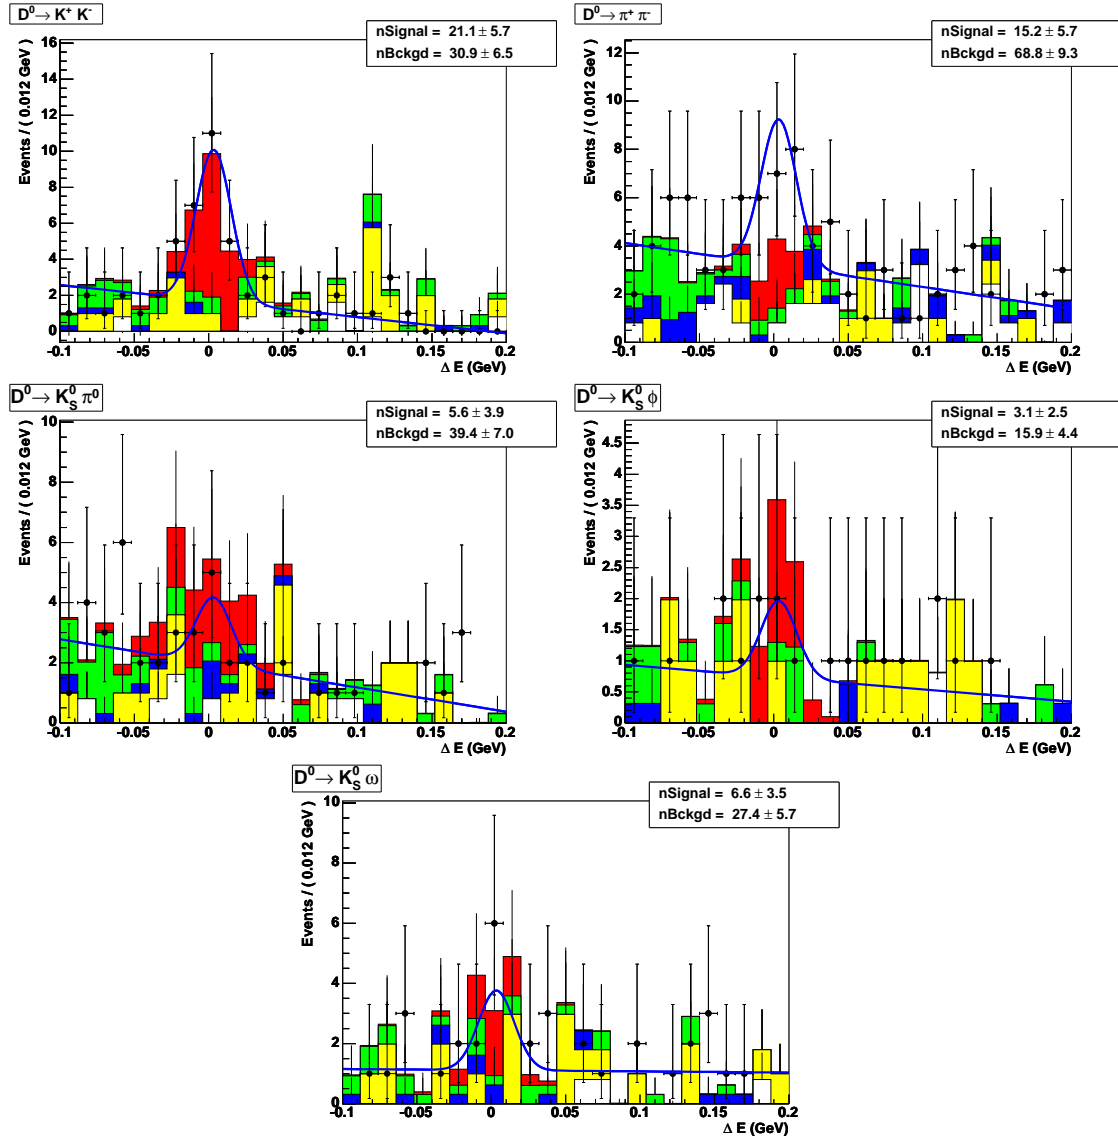 D⁰→ K⁺ K⁻
nSignal = 21.1 ± 5.7
nBckgd = 30.9 ± 6.5
Events / ( 0.012 GeV )
16
14
12
10
8
6
4
2
0
-0.1 -0.05 0 0.05 0.1 0.15 0.2
Δ E (GeV)
D⁰→ π⁺ π⁻
nSignal = 15.2 ± 5.7
nBckgd = 68.8 ± 9.3
Events / ( 0.012 GeV )
12
10
8
6
4
2
0
-0.1 -0.05 0 0.05 0.1 0.15 0.2
Δ E (GeV)
D⁰→ K⁰_S π⁰
nSignal = 5.6 ± 3.9
nBckgd = 39.4 ± 7.0
Events / ( 0.012 GeV )
10
8
6
4
2
0
-0.1 -0.05 0 0.05 0.1 0.15 0.2
Δ E (GeV)
D⁰→ K⁰_S ϕ
nSignal = 3.1 ± 2.5
nBckgd = 15.9 ± 4.4
Events / ( 0.012 GeV )
4.5
4
3.5
3
2.5
2
1.5
1
0.5
0
-0.1 -0.05 0 0.05 0.1 0.15 0.2
Δ E (GeV)
D⁰→ K⁰_S ω
nSignal = 6.6 ± 3.5
nBckgd = 27.4 ± 5.7
Events / ( 0.012 GeV )
10
8
6
4
2
0
-0.1 -0.05 0 0.05 0.1 0.15 0.2
Δ E (GeV)